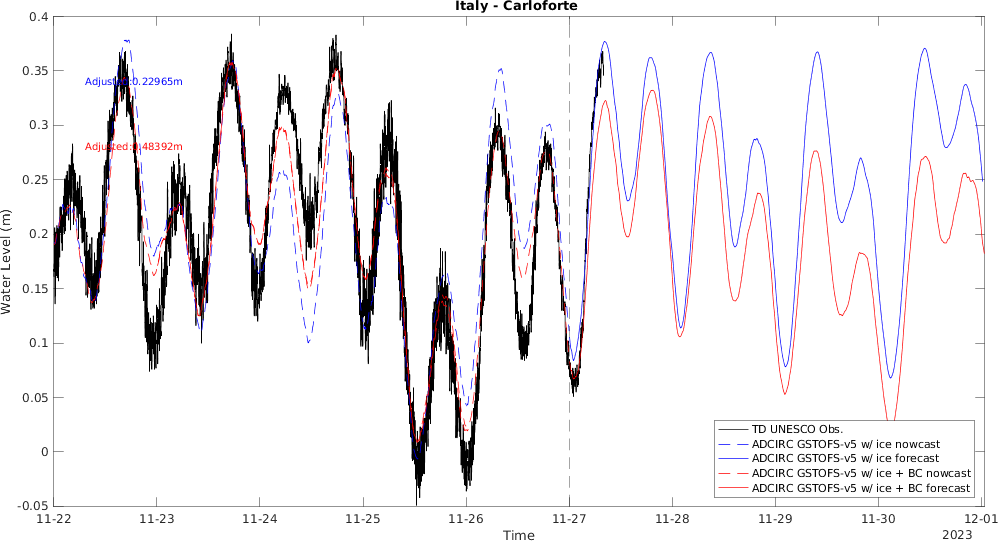 Italy - Carloforte
0.4
0.35
0.3
0.25
0.2
0.15
0.1
0.05
0
-0.05
Water Level (m)
Adjusted:0.22965m
Adjusted:0.48392m
TD UNESCO Obs.
ADCIRC GSTOFS-v5 w/ ice nowcast
ADCIRC GSTOFS-v5 w/ ice forecast
ADCIRC GSTOFS-v5 w/ ice + BC nowcast
ADCIRC GSTOFS-v5 w/ ice + BC forecast
11-22
11-23
11-24
11-25
11-26
11-27
11-28
11-29
11-30
12-01
Time
2023